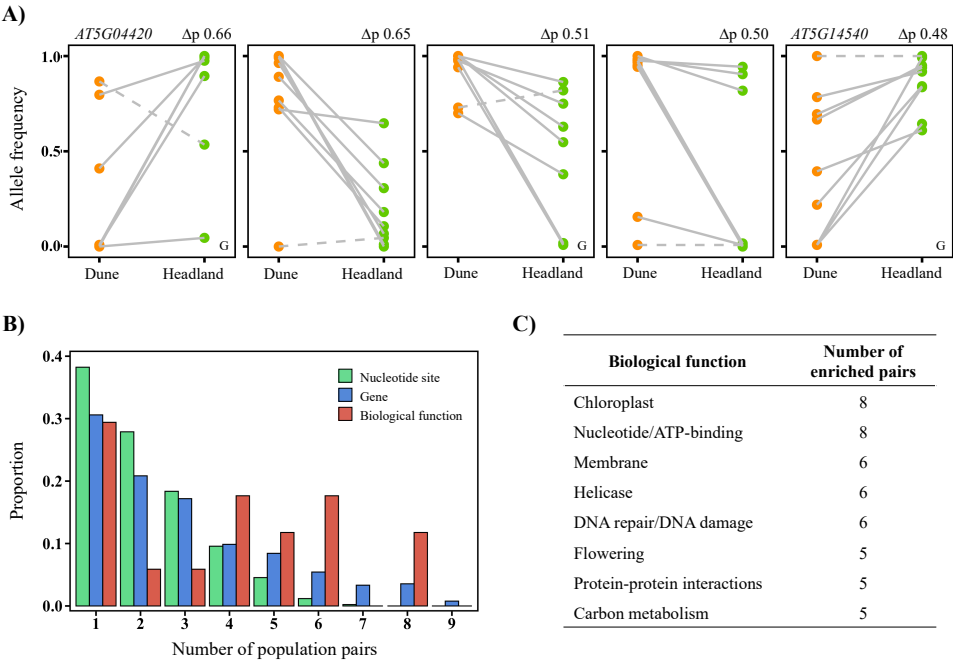 A)
AT5G04420 Δp 0.66
Δp 0.65
Δp 0.51
Δp 0.50
AT5G14540 Δp 0.48
Allele frequency
1.0
0.5
0.0
G
G
G
Dune Headland
Dune Headland
Dune Headland
Dune Headland
Dune Headland
B)
Proportion
0.4
0.3
0.2
0.1
0.0
Nucleotide site
Gene
Biological function
1 2 3 4 5 6 7 8 9
Number of population pairs
C)
Biological function Number of enriched pairs
Chloroplast 8
Nucleotide/ATP-binding 8
Membrane 6
Helicase 6
DNA repair/DNA damage 6
Flowering 5
Protein-protein interactions 5
Carbon metabolism 5